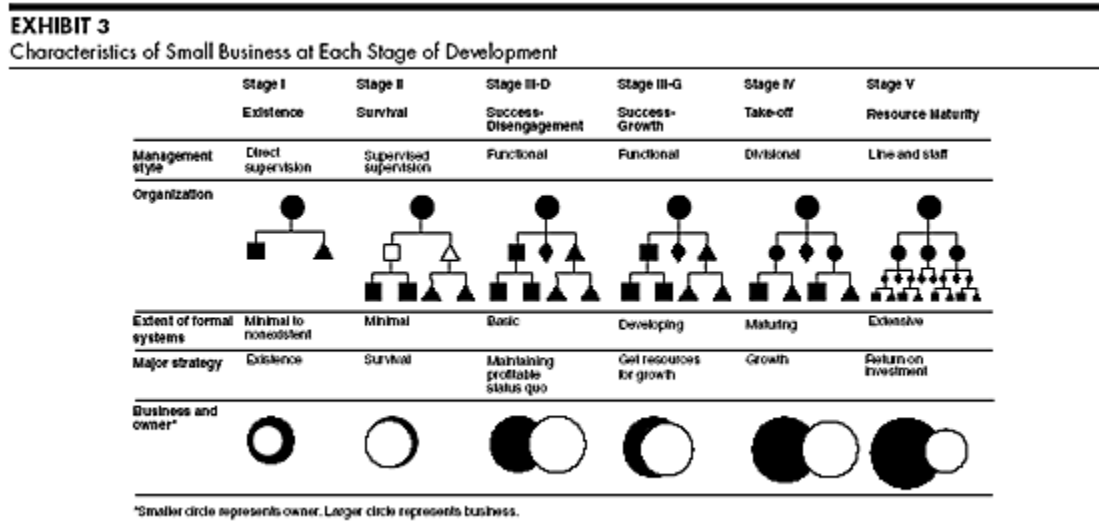 EXHIBIT 3
Characteristics of Small Business at Each Stage of Development
Stage I Stage II Stage III-D Stage III-G Stage IV Stage V
Existence Survival Success-Disengagement Success-Growth Take-off Resource Maturity
Management style Direct supervision Supervised supervision Functional Functional Divisional Line and staff
Organization
Extent of formal systems Minimal to nonexistent Minimal Basic Developing Maturing Extensive
Major strategy Existence Survival Maintaining profitable status quo Get resources for growth Growth Return on investment
Business and owner*
*Smaller circle represents owner. Larger circle represents business.